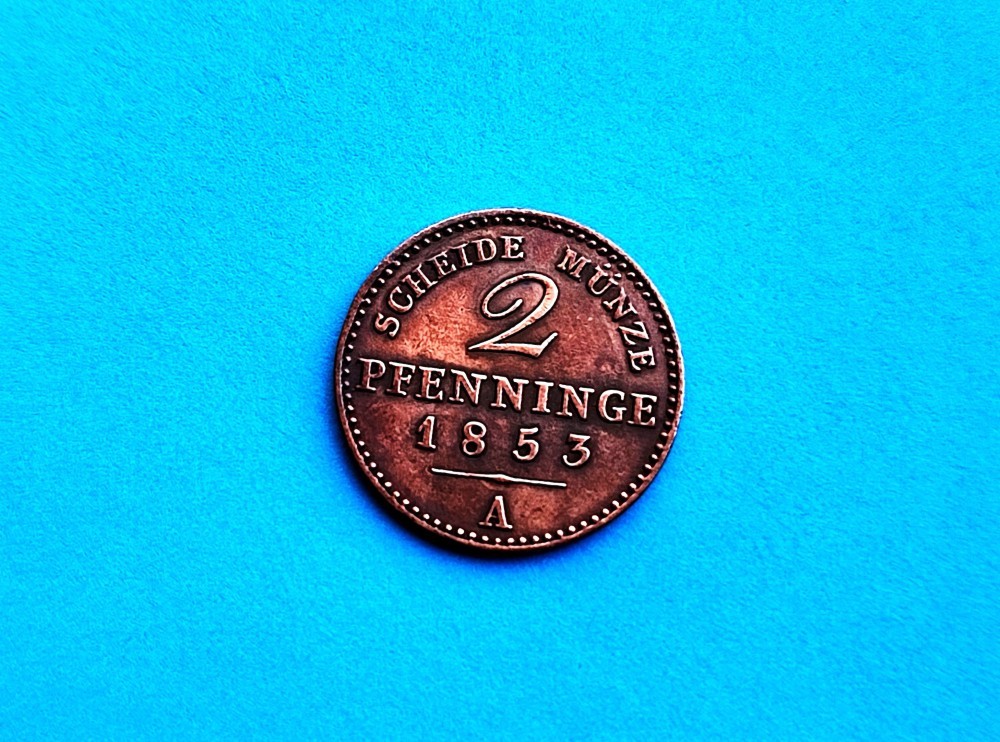 SCHEIDE MÜNZE
2
PFENNINGE
1853
A